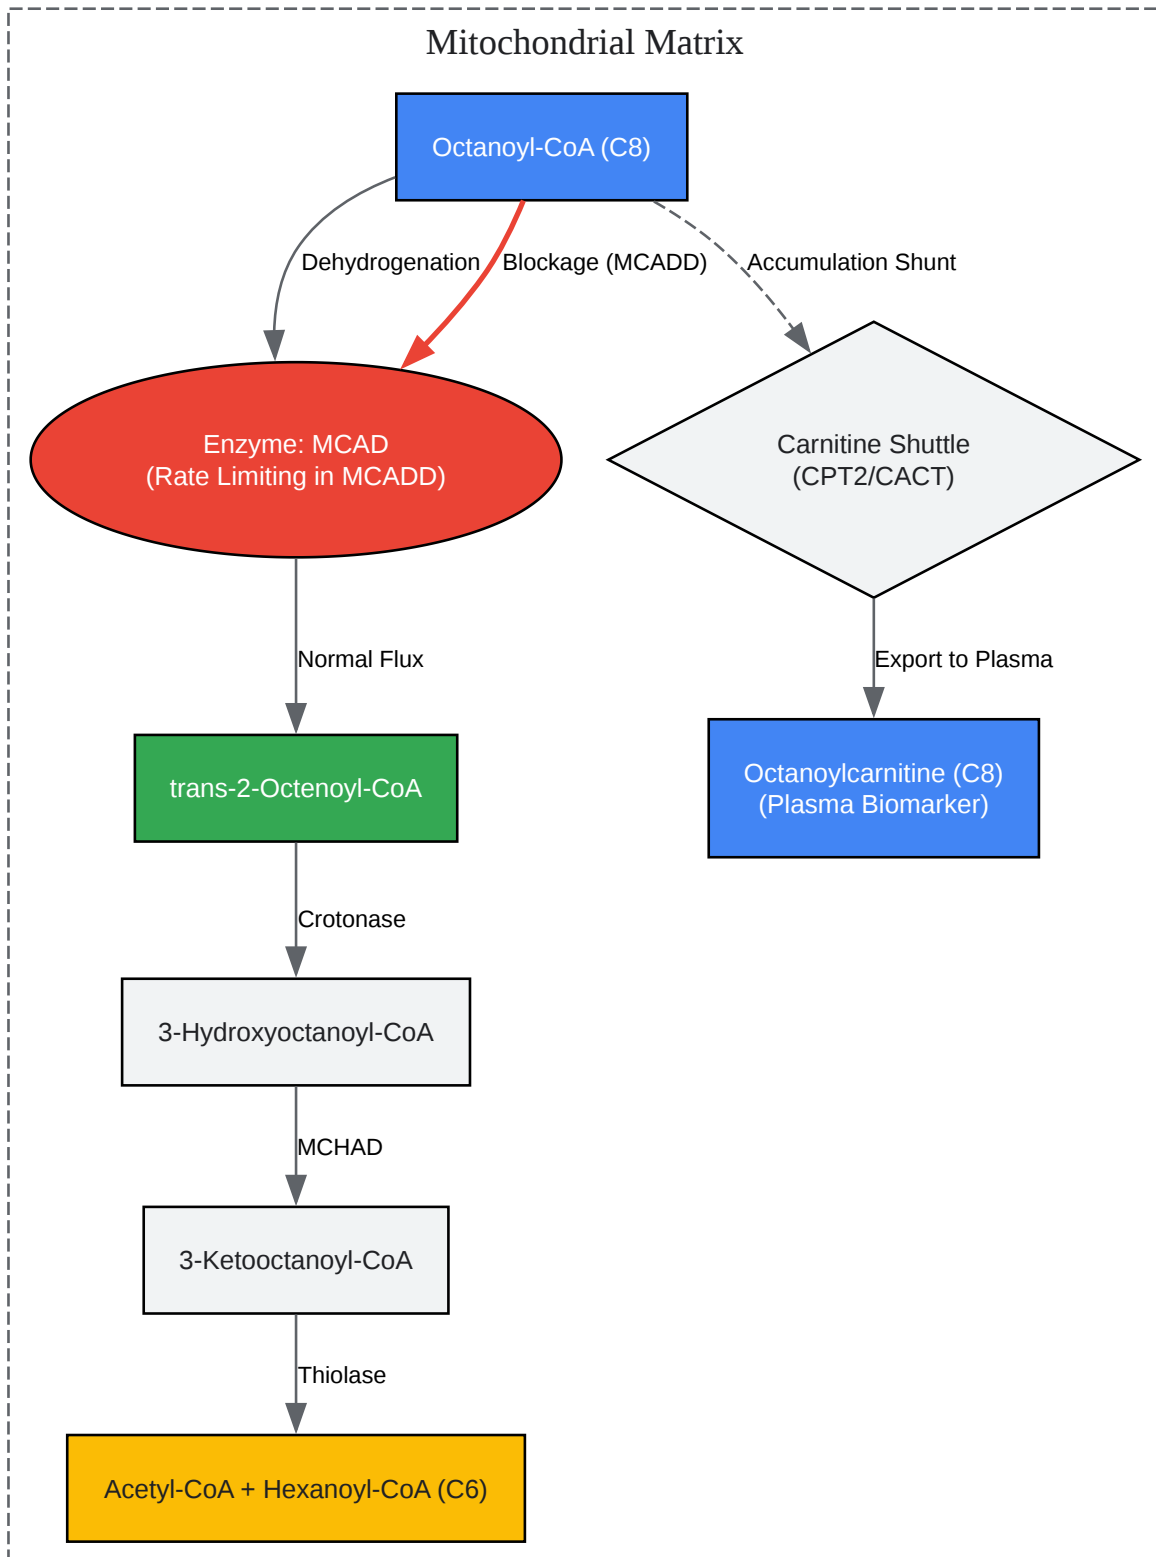 Mitochondrial Matrix
Octanoyl-CoA (C8)
Dehydrogenation
Blockage (MCADD)
Accumulation Shunt
Enzyme: MCAD
(Rate Limiting in MCADD)
Carnitine Shuttle
(CPT2/CACT)
Normal Flux
Export to Plasma
trans-2-Octenoyl-CoA
Octanoylcarnitine (C8)
(Plasma Biomarker)
Crotonase
3-Hydroxyoctanoyl-CoA
MCHAD
3-Ketooctanoyl-CoA
Thiolase
Acetyl-CoA + Hexanoyl-CoA (C6)